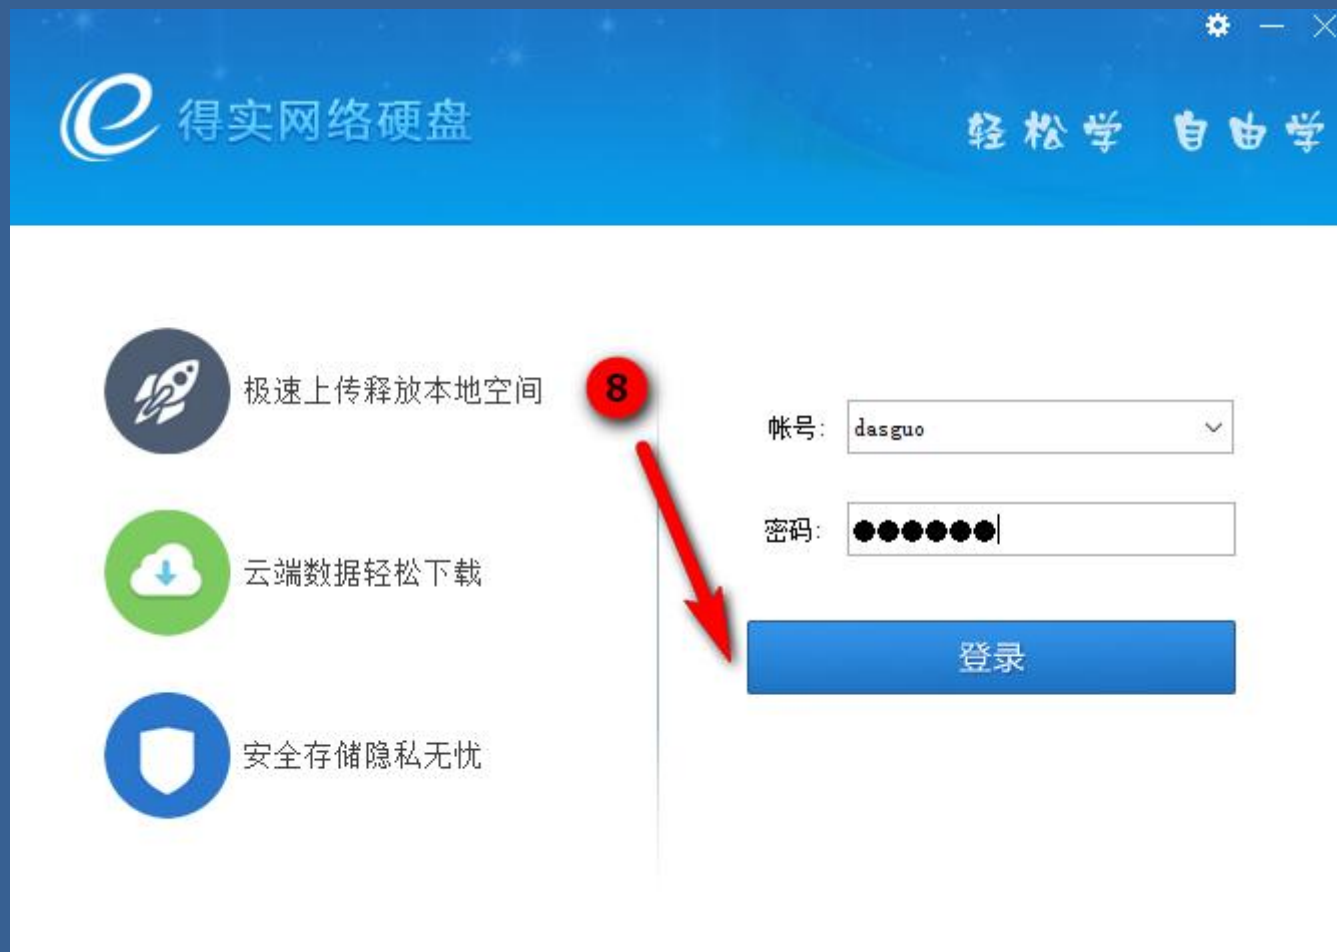 得实网络硬盘
轻松学 自由学
极速上传释放本地空间
8
帐号: dasguo
云端数据轻松下载
密码: ●●●●●●
登录
安全存储隐私无忧